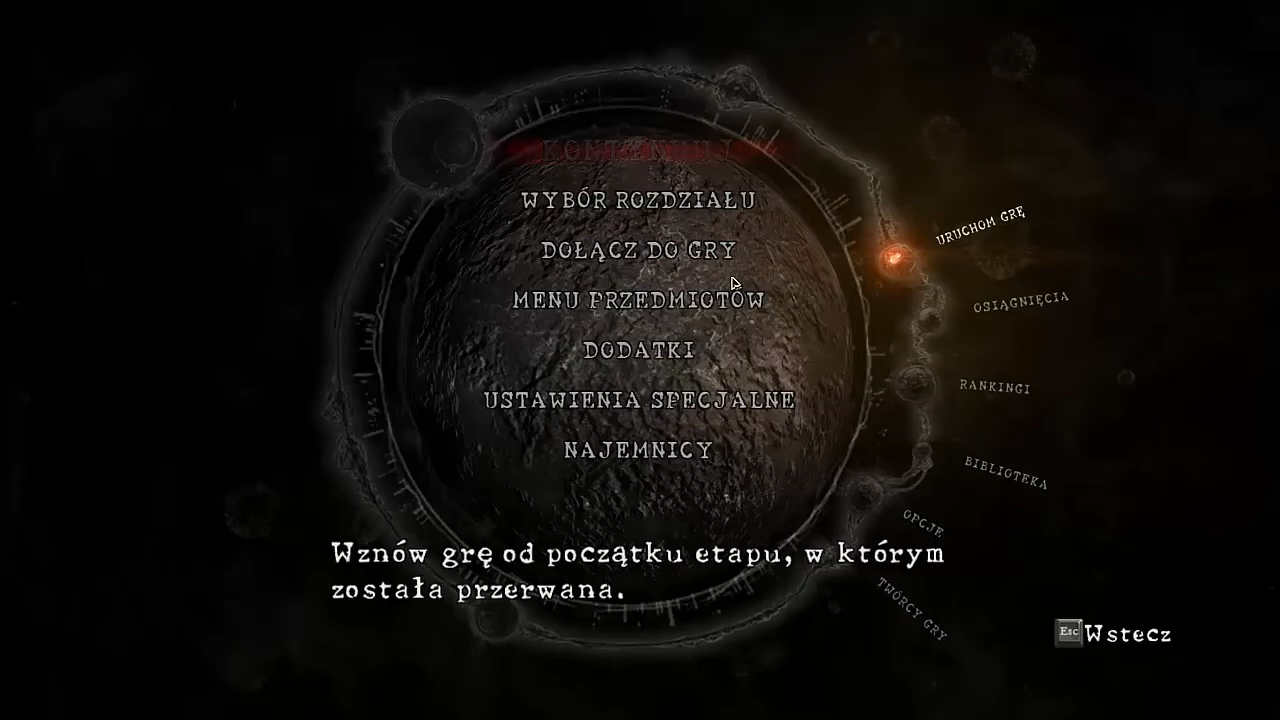 KONTYNUUJ
WYBÓR ROZDZIAŁU
DOŁĄCZ DO GRY
MENU PRZEDMIOTÓW
DODATKI
USTAWIENIA SPECJALNE
NAJEMNICY
URUCHOM GRĘ
OSIĄGNIĘCIA
RANKINGI
BIBLIOTEKA
OPCJE
TWÓRCY GRY
Wznów grę od początku etapu, w którym
została przerwana.
Esc Wstecz